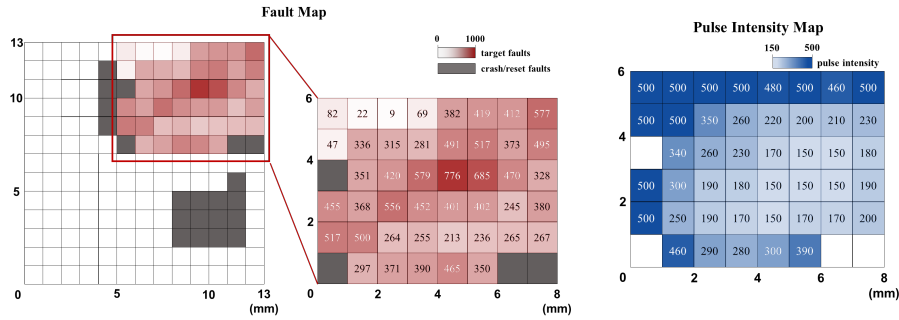 Fault Map
13
10
5
0
5
10
13
(mm)
0
1000
target faults
crash/reset faults
6
4
2
0
82 22 9 69 382 419 412 577
47 336 315 281 491 517 373 495
351 420 579 776 685 470 328
455 368 556 452 401 402 245 380
517 500 264 255 213 236 265 267
297 371 390 465 350
2
4
6
8
(mm)
Pulse Intensity Map
150
500
pulse intensity
6
4
2
0
500 500 500 500 480 500 460 500
500 500 350 260 220 200 210 230
340 260 230 170 150 150 180
500 300 190 180 150 150 150 190
500 250 190 170 150 170 170 200
460 290 280 300 390
2
4
6
8
(mm)